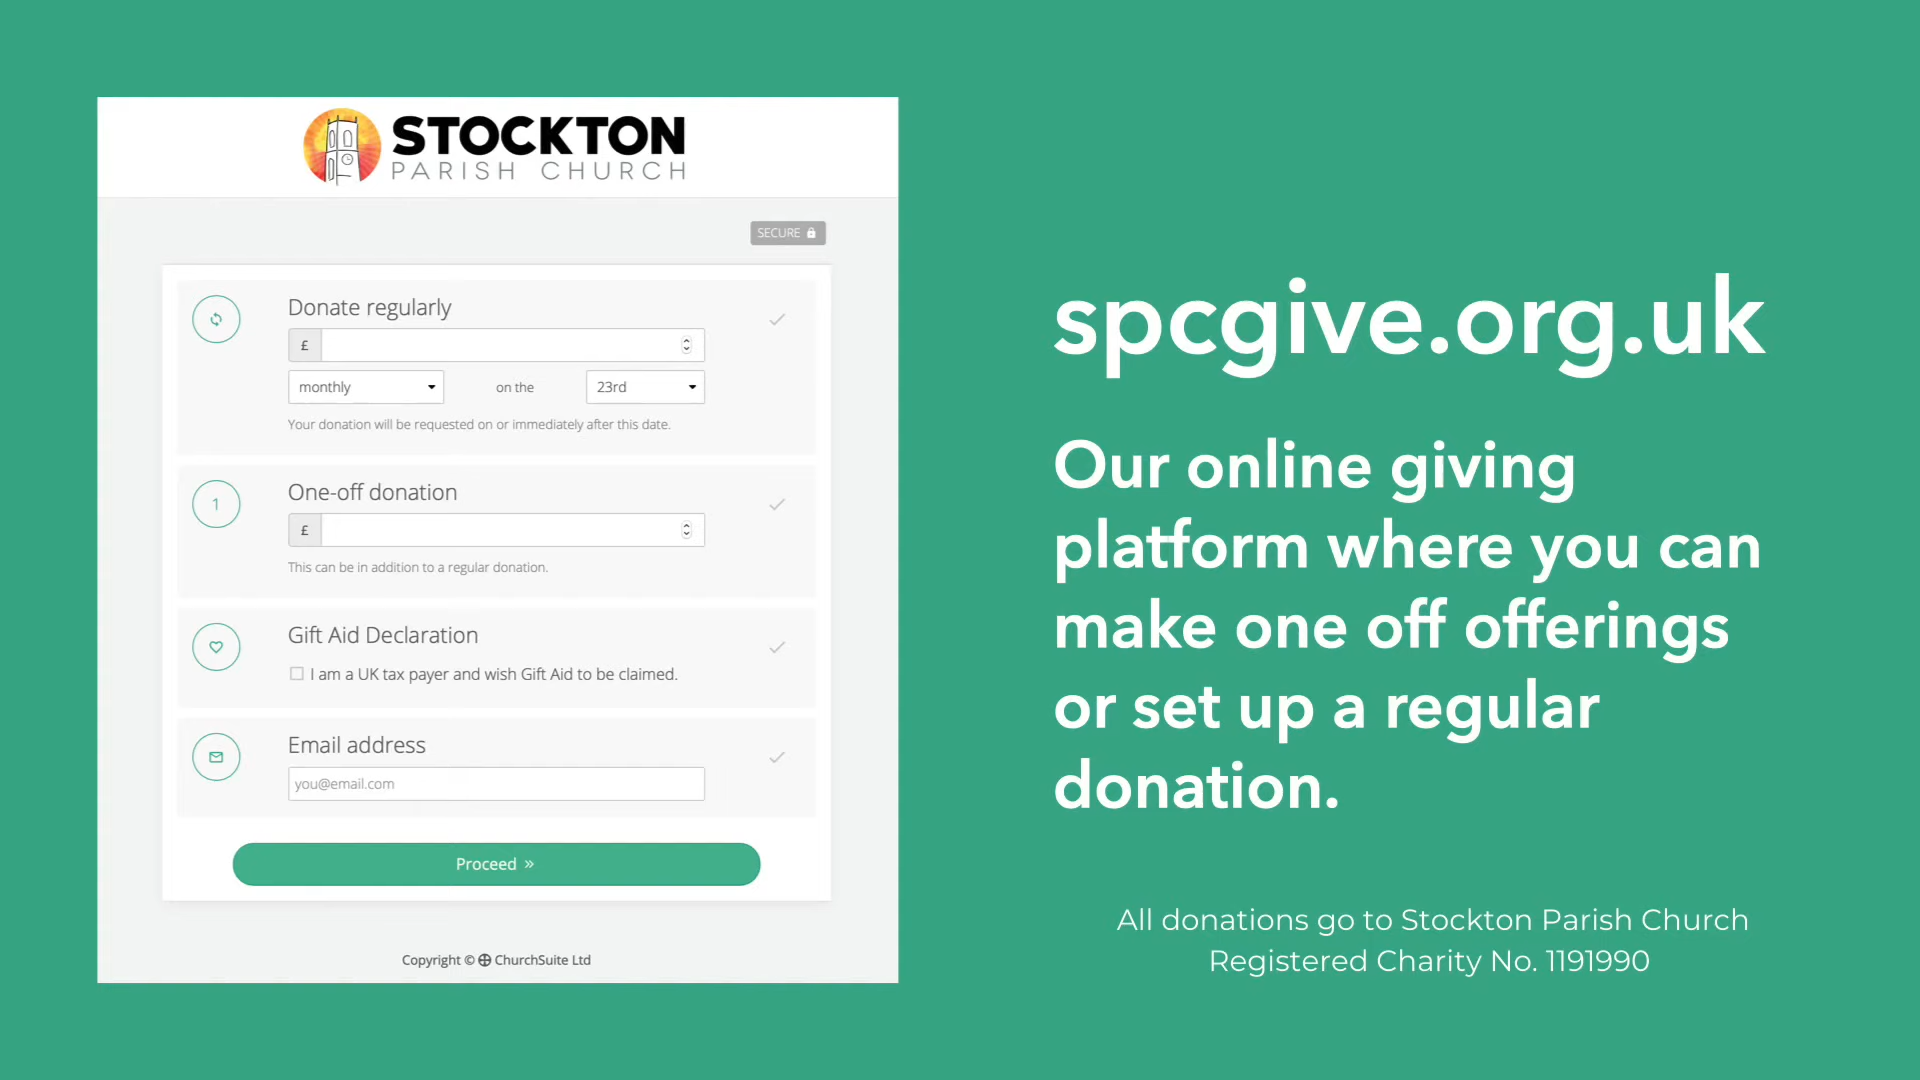 STOCKTON
PARISH CHURCH
SECURE
Donate regularly
£
monthly on the 23rd
Your donation will be requested on or immediately after this date.
1
One-off donation
£
This can be in addition to a regular donation.
Gift Aid Declaration
I am a UK tax payer and wish Gift Aid to be claimed.
Email address
you@email.com
Proceed »
Copyright © ChurchSuite Ltd
spcgive.org.uk
Our online giving
platform where you can
make one off offerings
or set up a regular
donation.
All donations go to Stockton Parish Church
Registered Charity No. 1191990